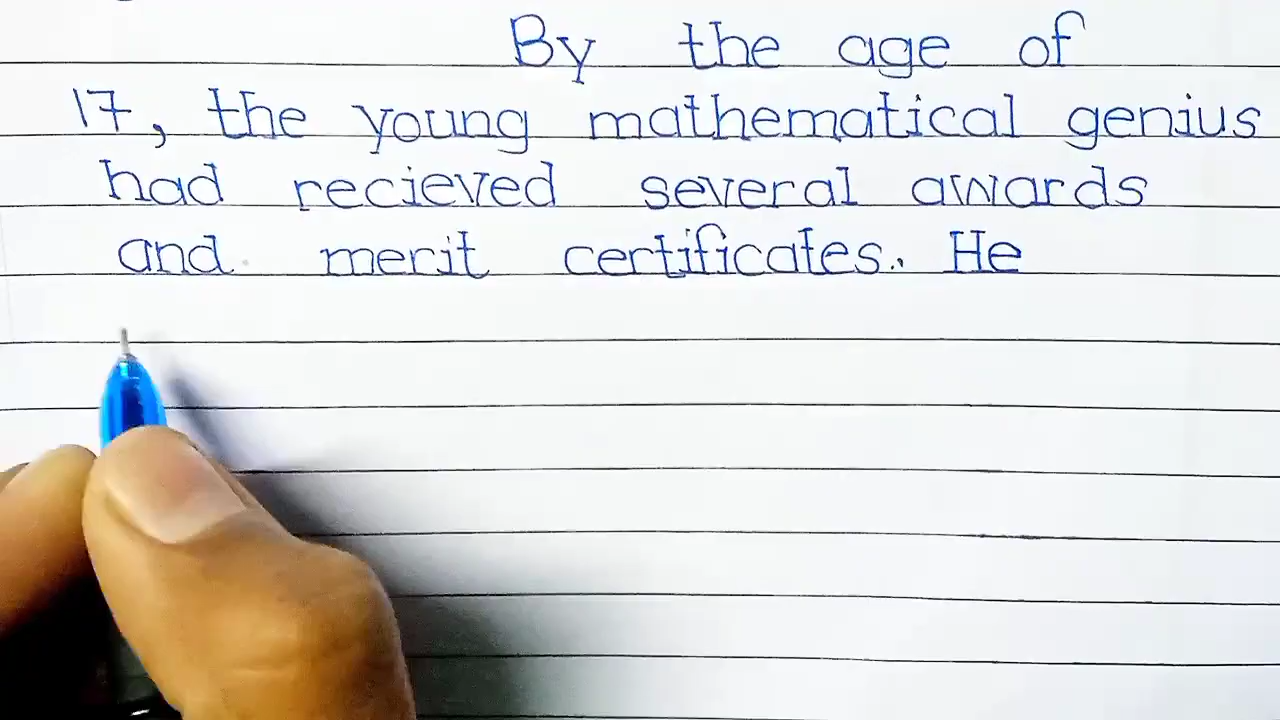 By the age of
17, the young mathematical genius
had recieved several awards
and merit certificates. He